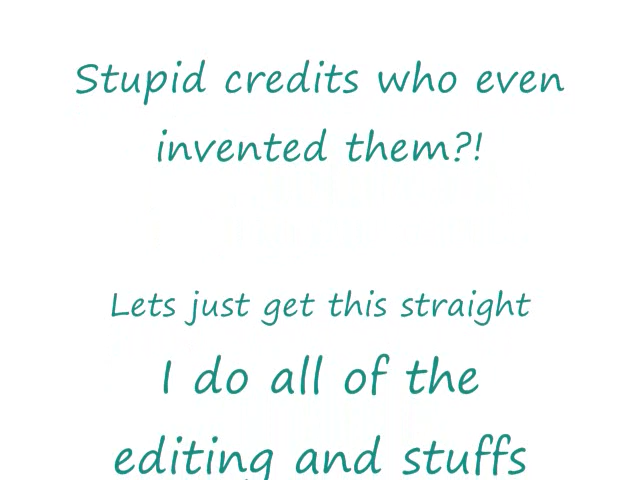 Stupid credits who even
invented them?!
Lets just get this straight
I do all of the
editing and stuffs